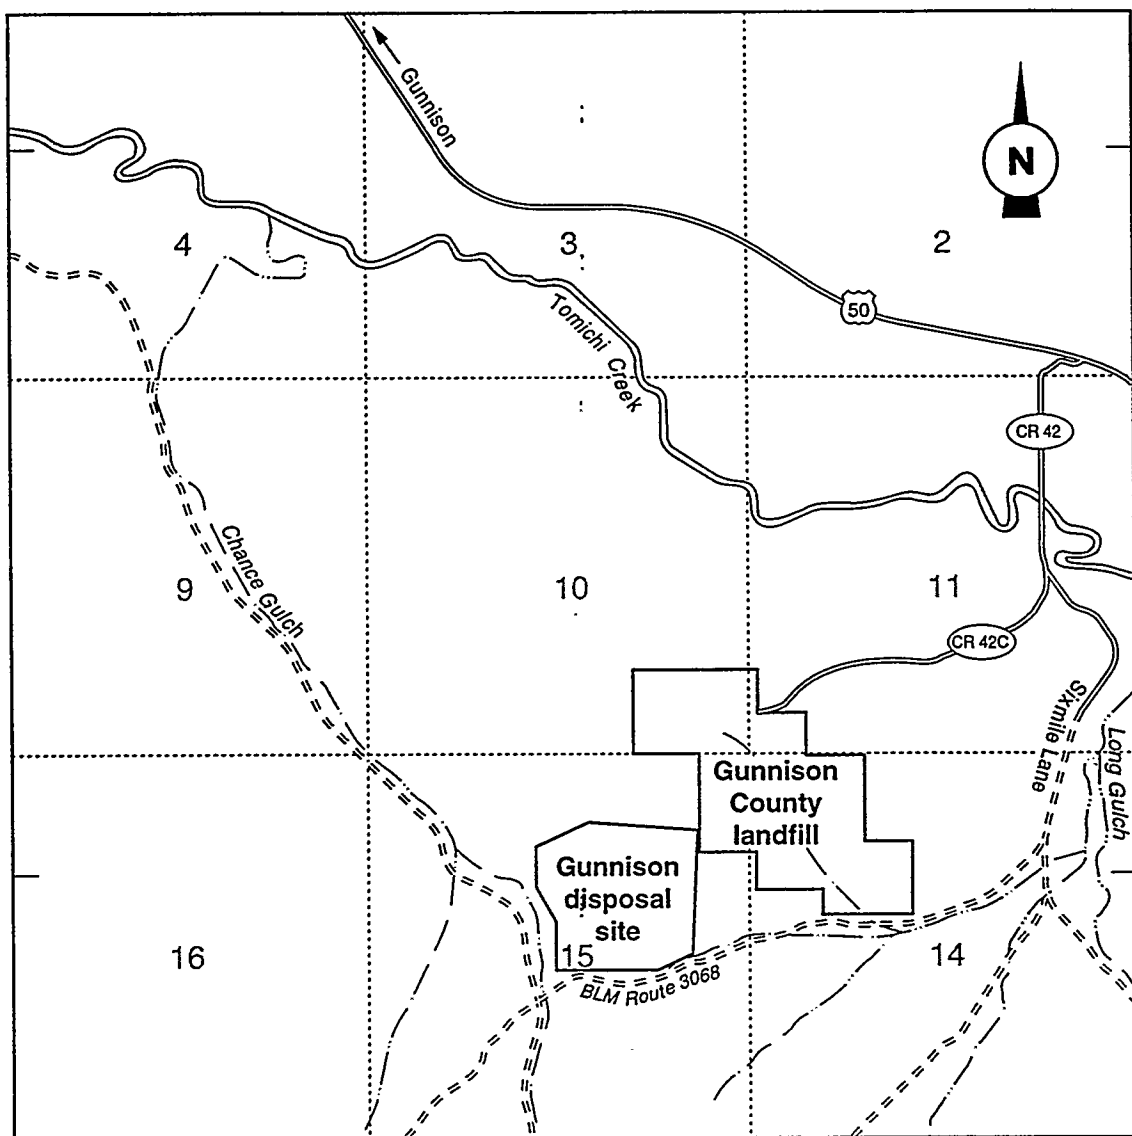 Gunnison
N
4
3
2
50
Tomichi Creek
CR 42
Chance Gulch
9
10
11
CR 42C
Sixmile Lane
Long Gulch
Gunnison
County
landfill
Gunnison
disposal
site
16
15
14
BLM Route 3068